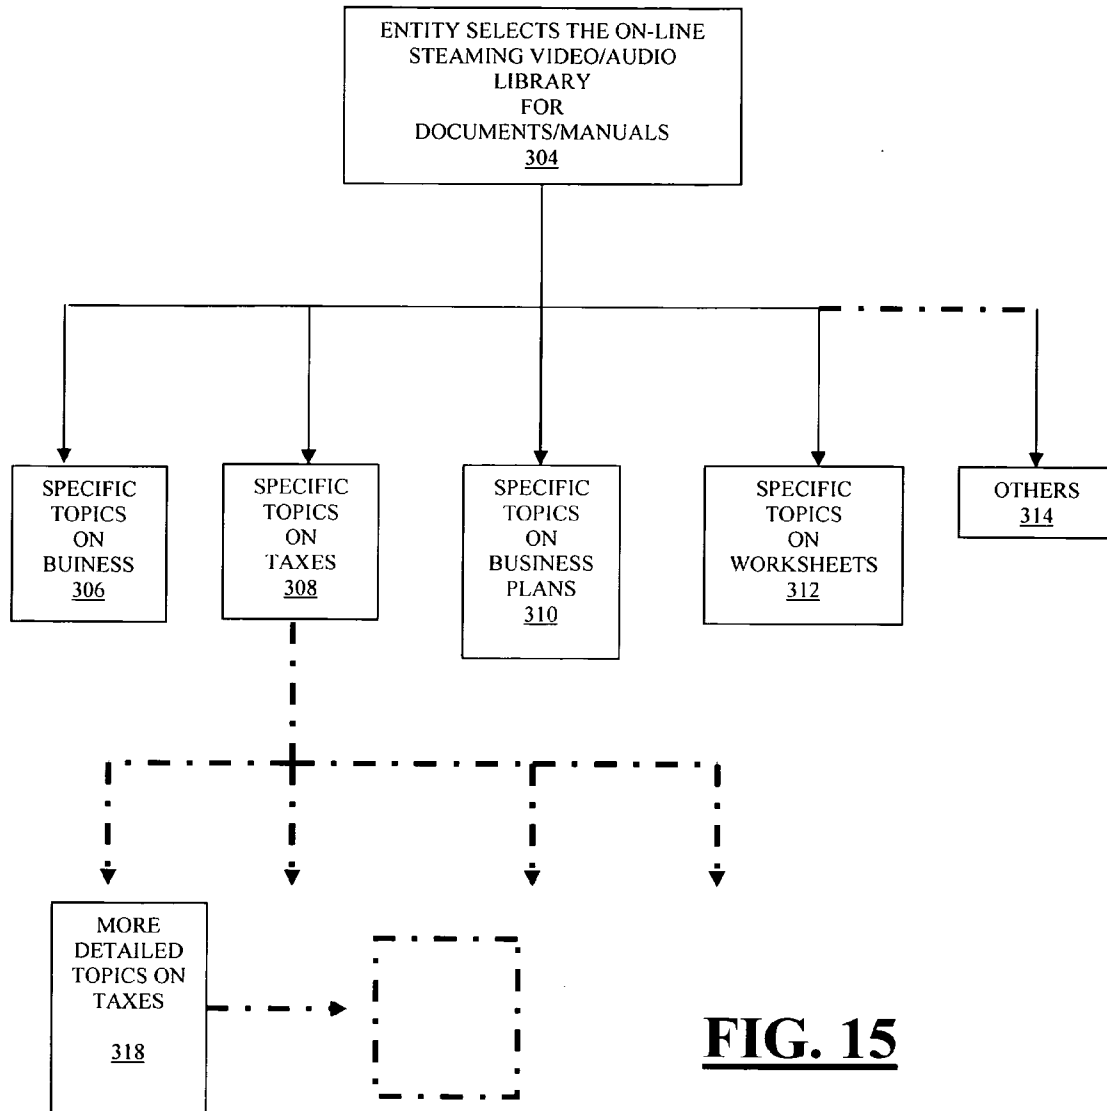 ENTITY SELECTS THE ON-LINE
STEAMING VIDEO/AUDIO
LIBRARY
FOR
DOCUMENTS/MANUALS
304
SPECIFIC
TOPICS
ON
BUINESS
306
SPECIFIC
TOPICS
ON
TAXES
308
SPECIFIC
TOPICS
ON
BUSINESS
PLANS
310
SPECIFIC
TOPICS
ON
WORKSHEETS
312
OTHERS
314
MORE
DETAILED
TOPICS ON
TAXES
318
FIG. 15